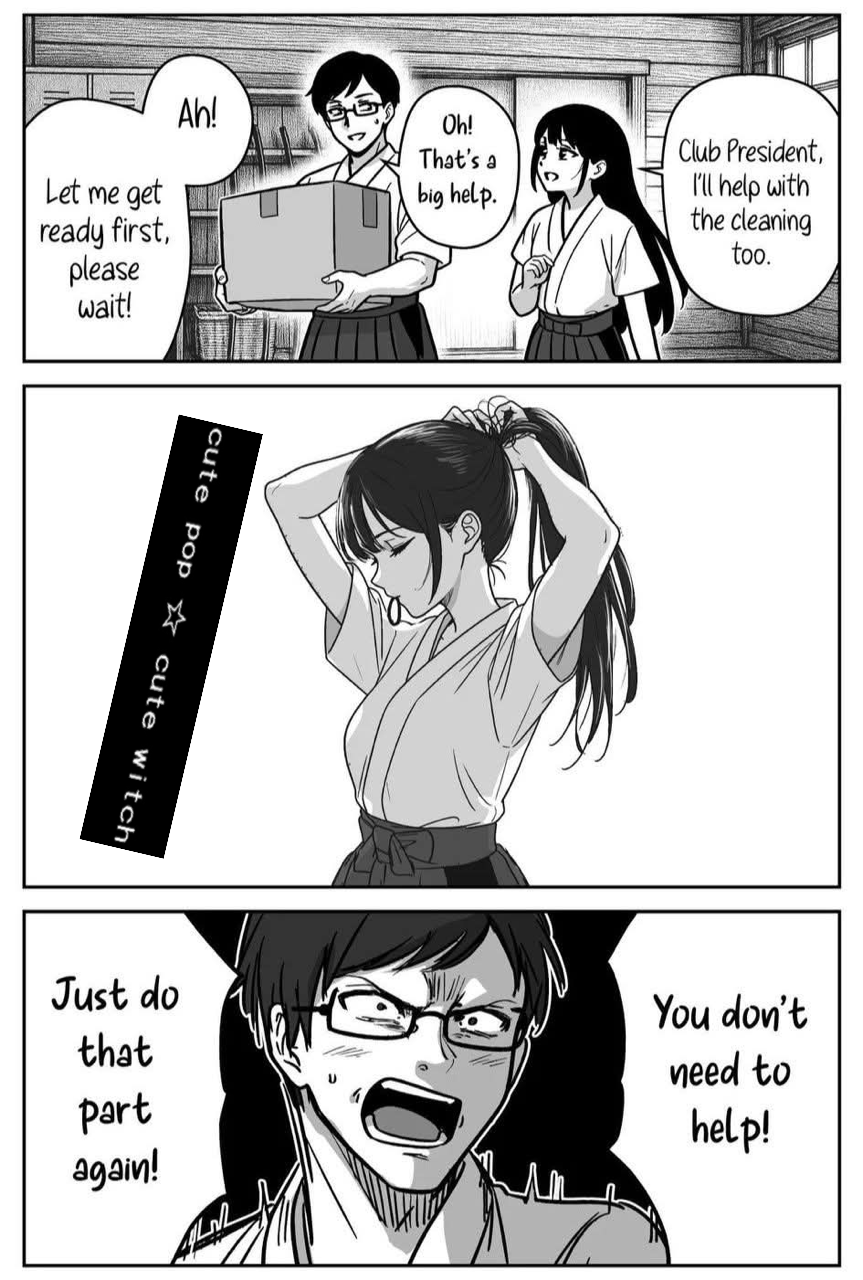 Club President,
I'll help with
the cleaning
too.
Oh!
That's a
big help.
Ah!
Let me get
ready first,
please
wait!
cute pop ☆ cute witch
You don't
need to
help!
Just do
that
part
again!